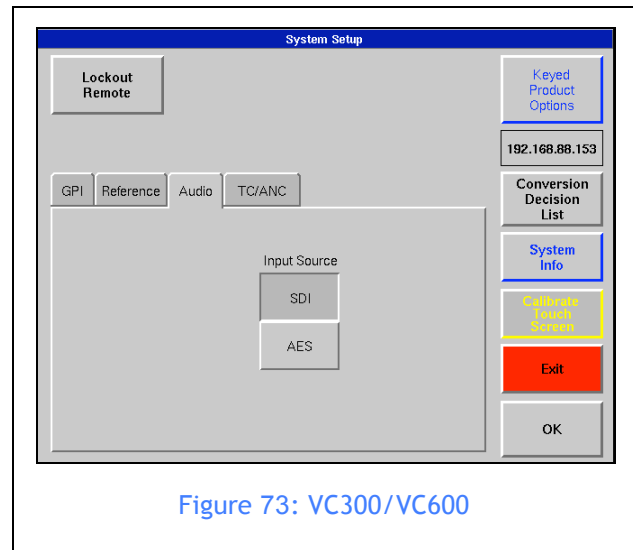 System Setup
Lockout
Remote
Keyed
Product
Options
192.168.88.153
GPI Reference Audio TC/ANC
Conversion
Decision
List
Input Source
SDI
AES
System
Info
Calibrate
Touch
Screen
Exit
OK
Figure 73: VC300/VC600